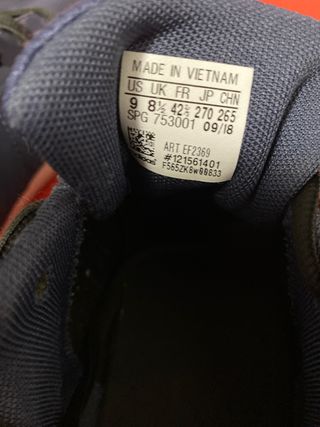 MADE IN VIETNAM
US UK FR JP CHN
9 8½ 42⅔ 270 265
SPG 753001 09/18
ART EF2369
#121561401
F565ZK8W00833